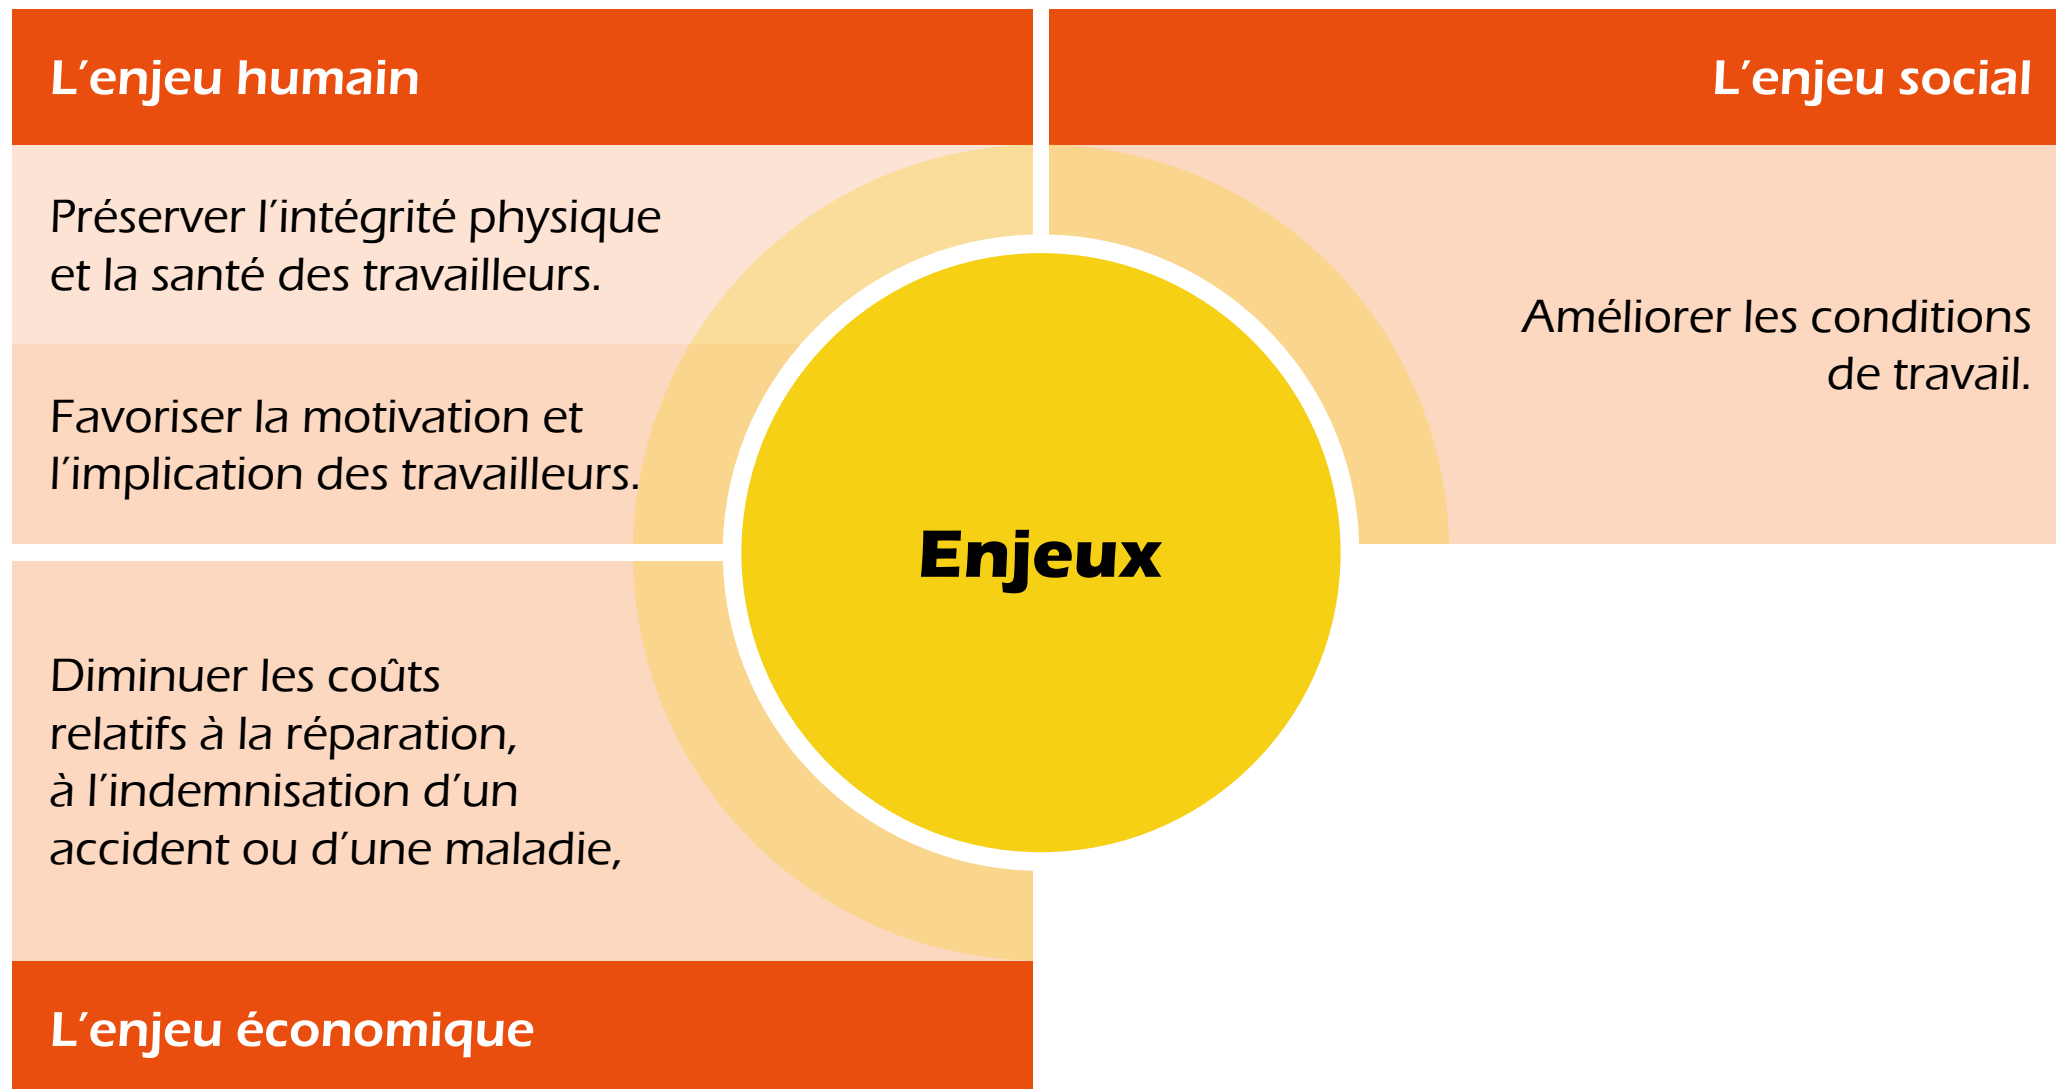 L'enjeu humain
Préserver l'intégrité physique
et la santé des travailleurs.
Favoriser la motivation et
l'implication des travailleurs.
L'enjeu social
Améliorer les conditions
de travail.
Enjeux
Diminuer les coûts
relatifs à la réparation,
à l'indemnisation d'un
accident ou d'une maladie,
L'enjeu économique